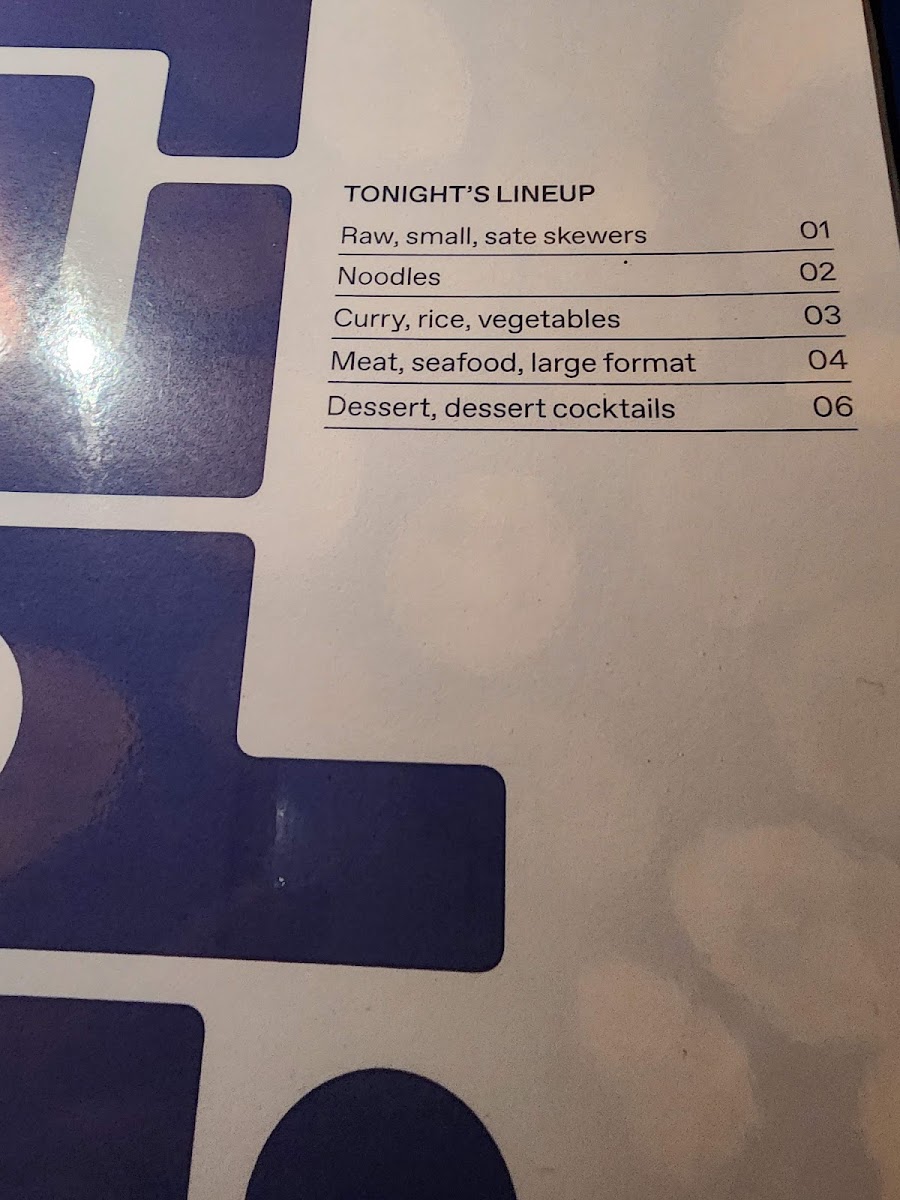 TONIGHT'S LINEUP
Raw, small, sate skewers 01
Noodles 02
Curry, rice, vegetables 03
Meat, seafood, large format 04
Dessert, dessert cocktails 06